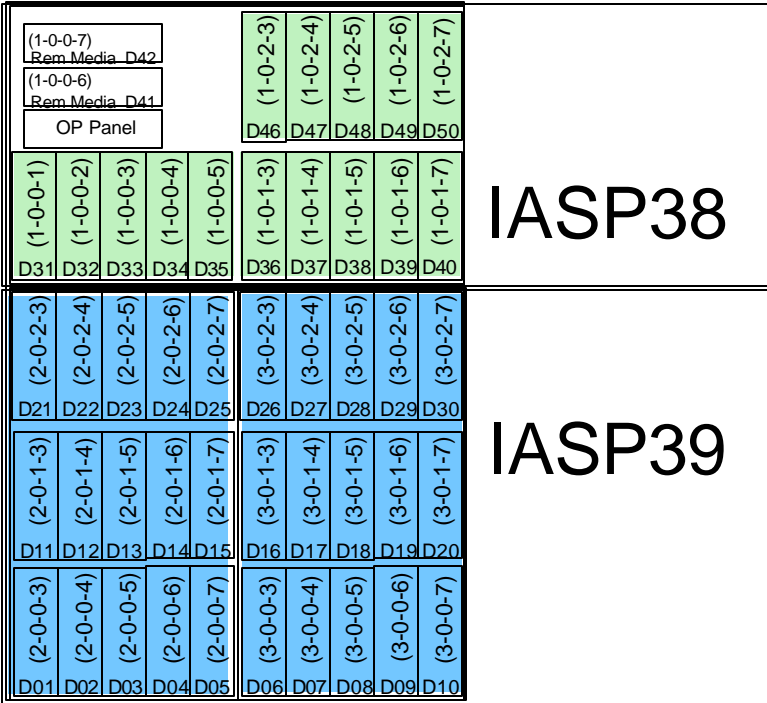 (1-0-0-7)
Rem Media D42
(1-0-0-6)
Rem Media D41
OP Panel
(1-0-2-3) (1-0-2-4) (1-0-2-5) (1-0-2-6) (1-0-2-7)
D46 D47 D48 D49 D50
(1-0-0-1) (1-0-0-2) (1-0-0-3) (1-0-0-4) (1-0-0-5) (1-0-1-3) (1-0-1-4) (1-0-1-5) (1-0-1-6) (1-0-1-7)
D31 D32 D33 D34 D35 D36 D37 D38 D39 D40
IASP38
(2-0-2-3) (2-0-2-4) (2-0-2-5) (2-0-2-6) (2-0-2-7) (3-0-2-3) (3-0-2-4) (3-0-2-5) (3-0-2-6) (3-0-2-7)
D21 D22 D23 D24 D25 D26 D27 D28 D29 D30
(2-0-1-3) (2-0-1-4) (2-0-1-5) (2-0-1-6) (2-0-1-7) (3-0-1-3) (3-0-1-4) (3-0-1-5) (3-0-1-6) (3-0-1-7)
D11 D12 D13 D14 D15 D16 D17 D18 D19 D20
IASP39
(2-0-0-3) (2-0-0-4) (2-0-0-5) (2-0-0-6) (2-0-0-7) (3-0-0-3) (3-0-0-4) (3-0-0-5) (3-0-0-6) (3-0-0-7)
D01 D02 D03 D04 D05 D06 D07 D08 D09 D10